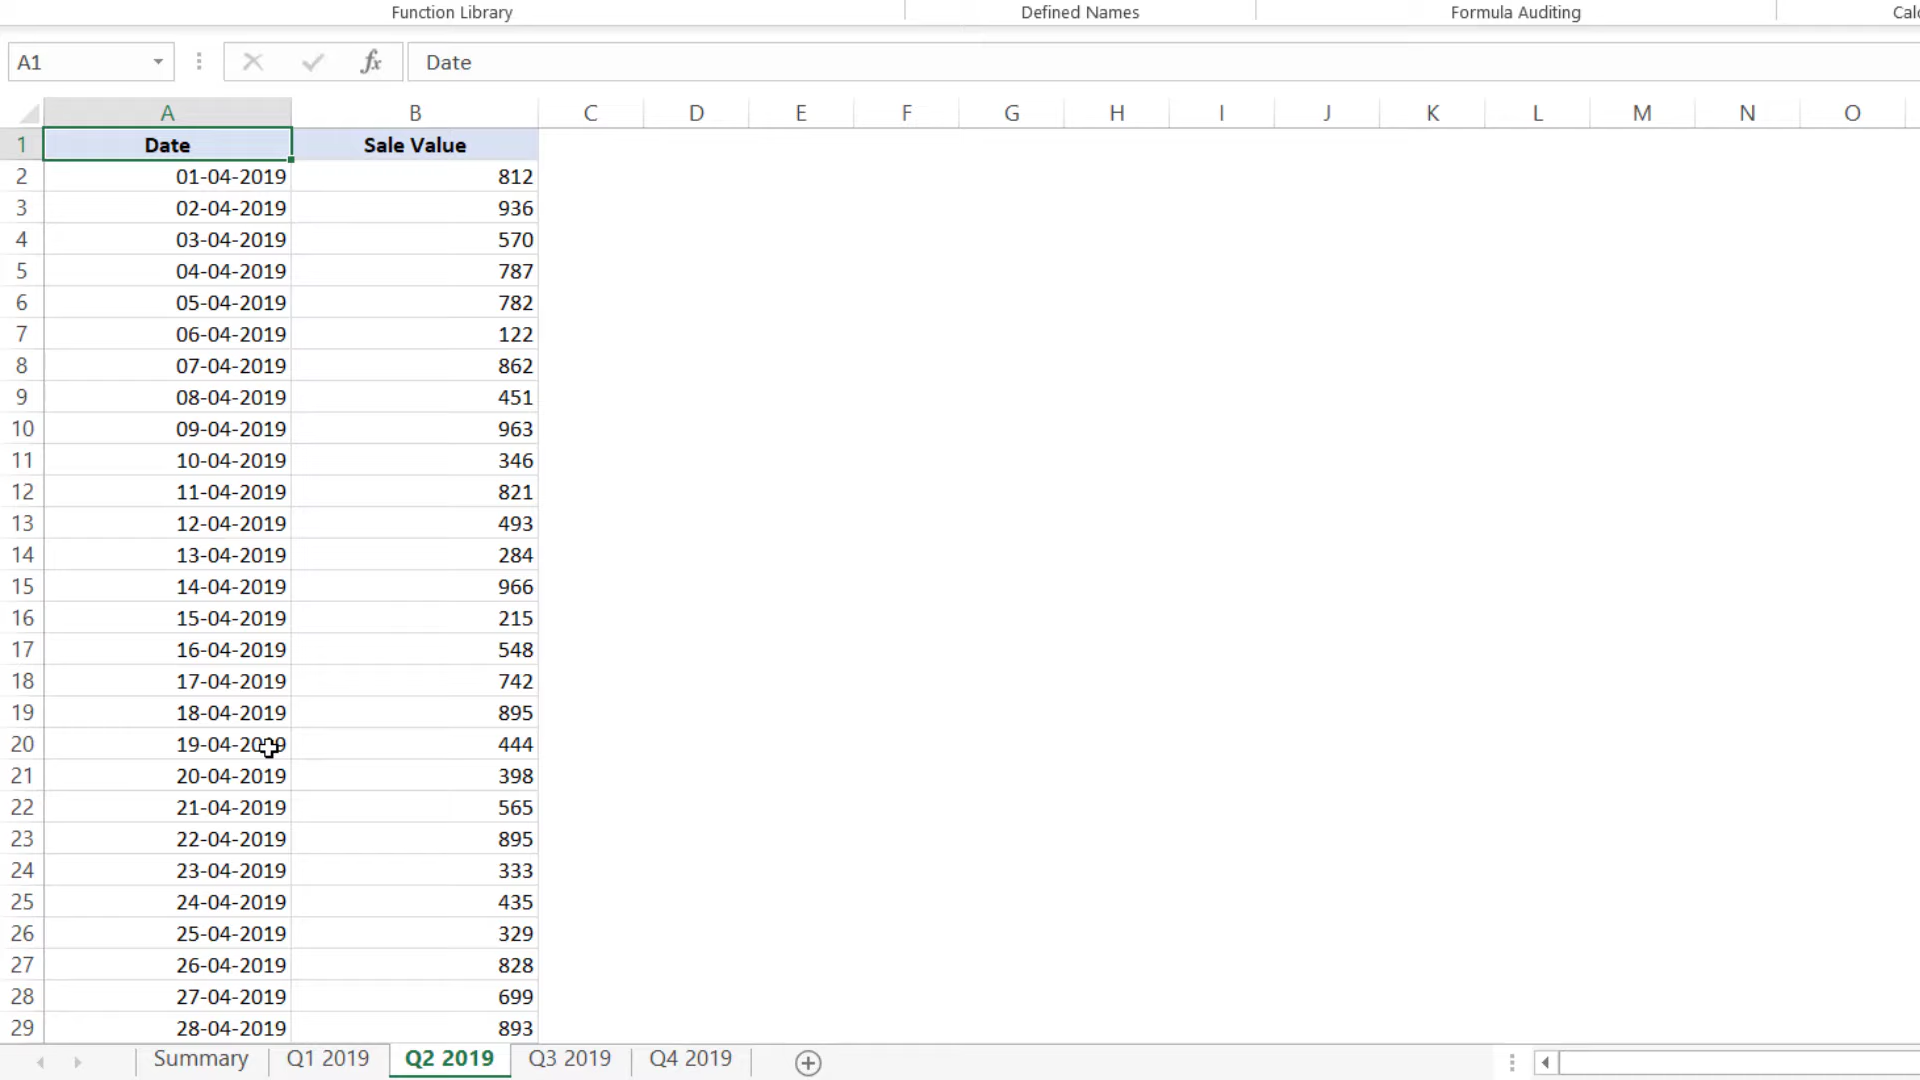 Function Library Defined Names Formula Auditing Calc
A1 fx Date
A B C D E F G H I J K L M N O
1 Date Sale Value
2 01-04-2019 812
3 02-04-2019 936
4 03-04-2019 570
5 04-04-2019 787
6 05-04-2019 782
7 06-04-2019 122
8 07-04-2019 862
9 08-04-2019 451
10 09-04-2019 963
11 10-04-2019 346
12 11-04-2019 821
13 12-04-2019 493
14 13-04-2019 284
15 14-04-2019 966
16 15-04-2019 215
17 16-04-2019 548
18 17-04-2019 742
19 18-04-2019 895
20 19-04-2019 444
21 20-04-2019 398
22 21-04-2019 565
23 22-04-2019 895
24 23-04-2019 333
25 24-04-2019 435
26 25-04-2019 329
27 26-04-2019 828
28 27-04-2019 699
29 28-04-2019 893
Summary Q1 2019 Q2 2019 Q3 2019 Q4 2019